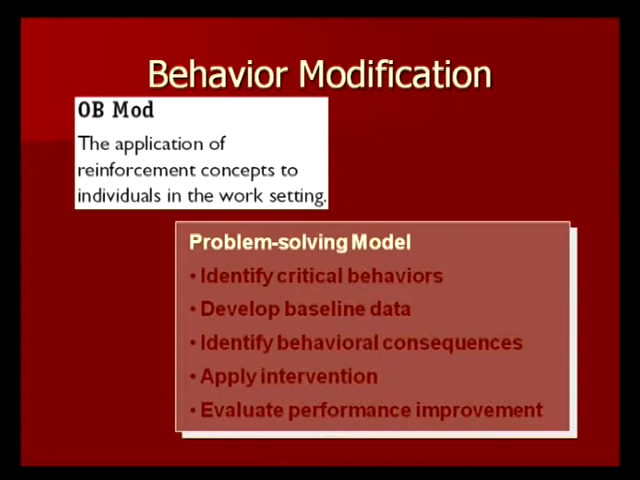 Behavior Modification
OB Mod
The application of
reinforcement concepts to
individuals in the work setting.
Problem-solving Model
• Identify critical behaviors
• Develop baseline data
• Identify behavioral consequences
• Apply intervention
• Evaluate performance improvement